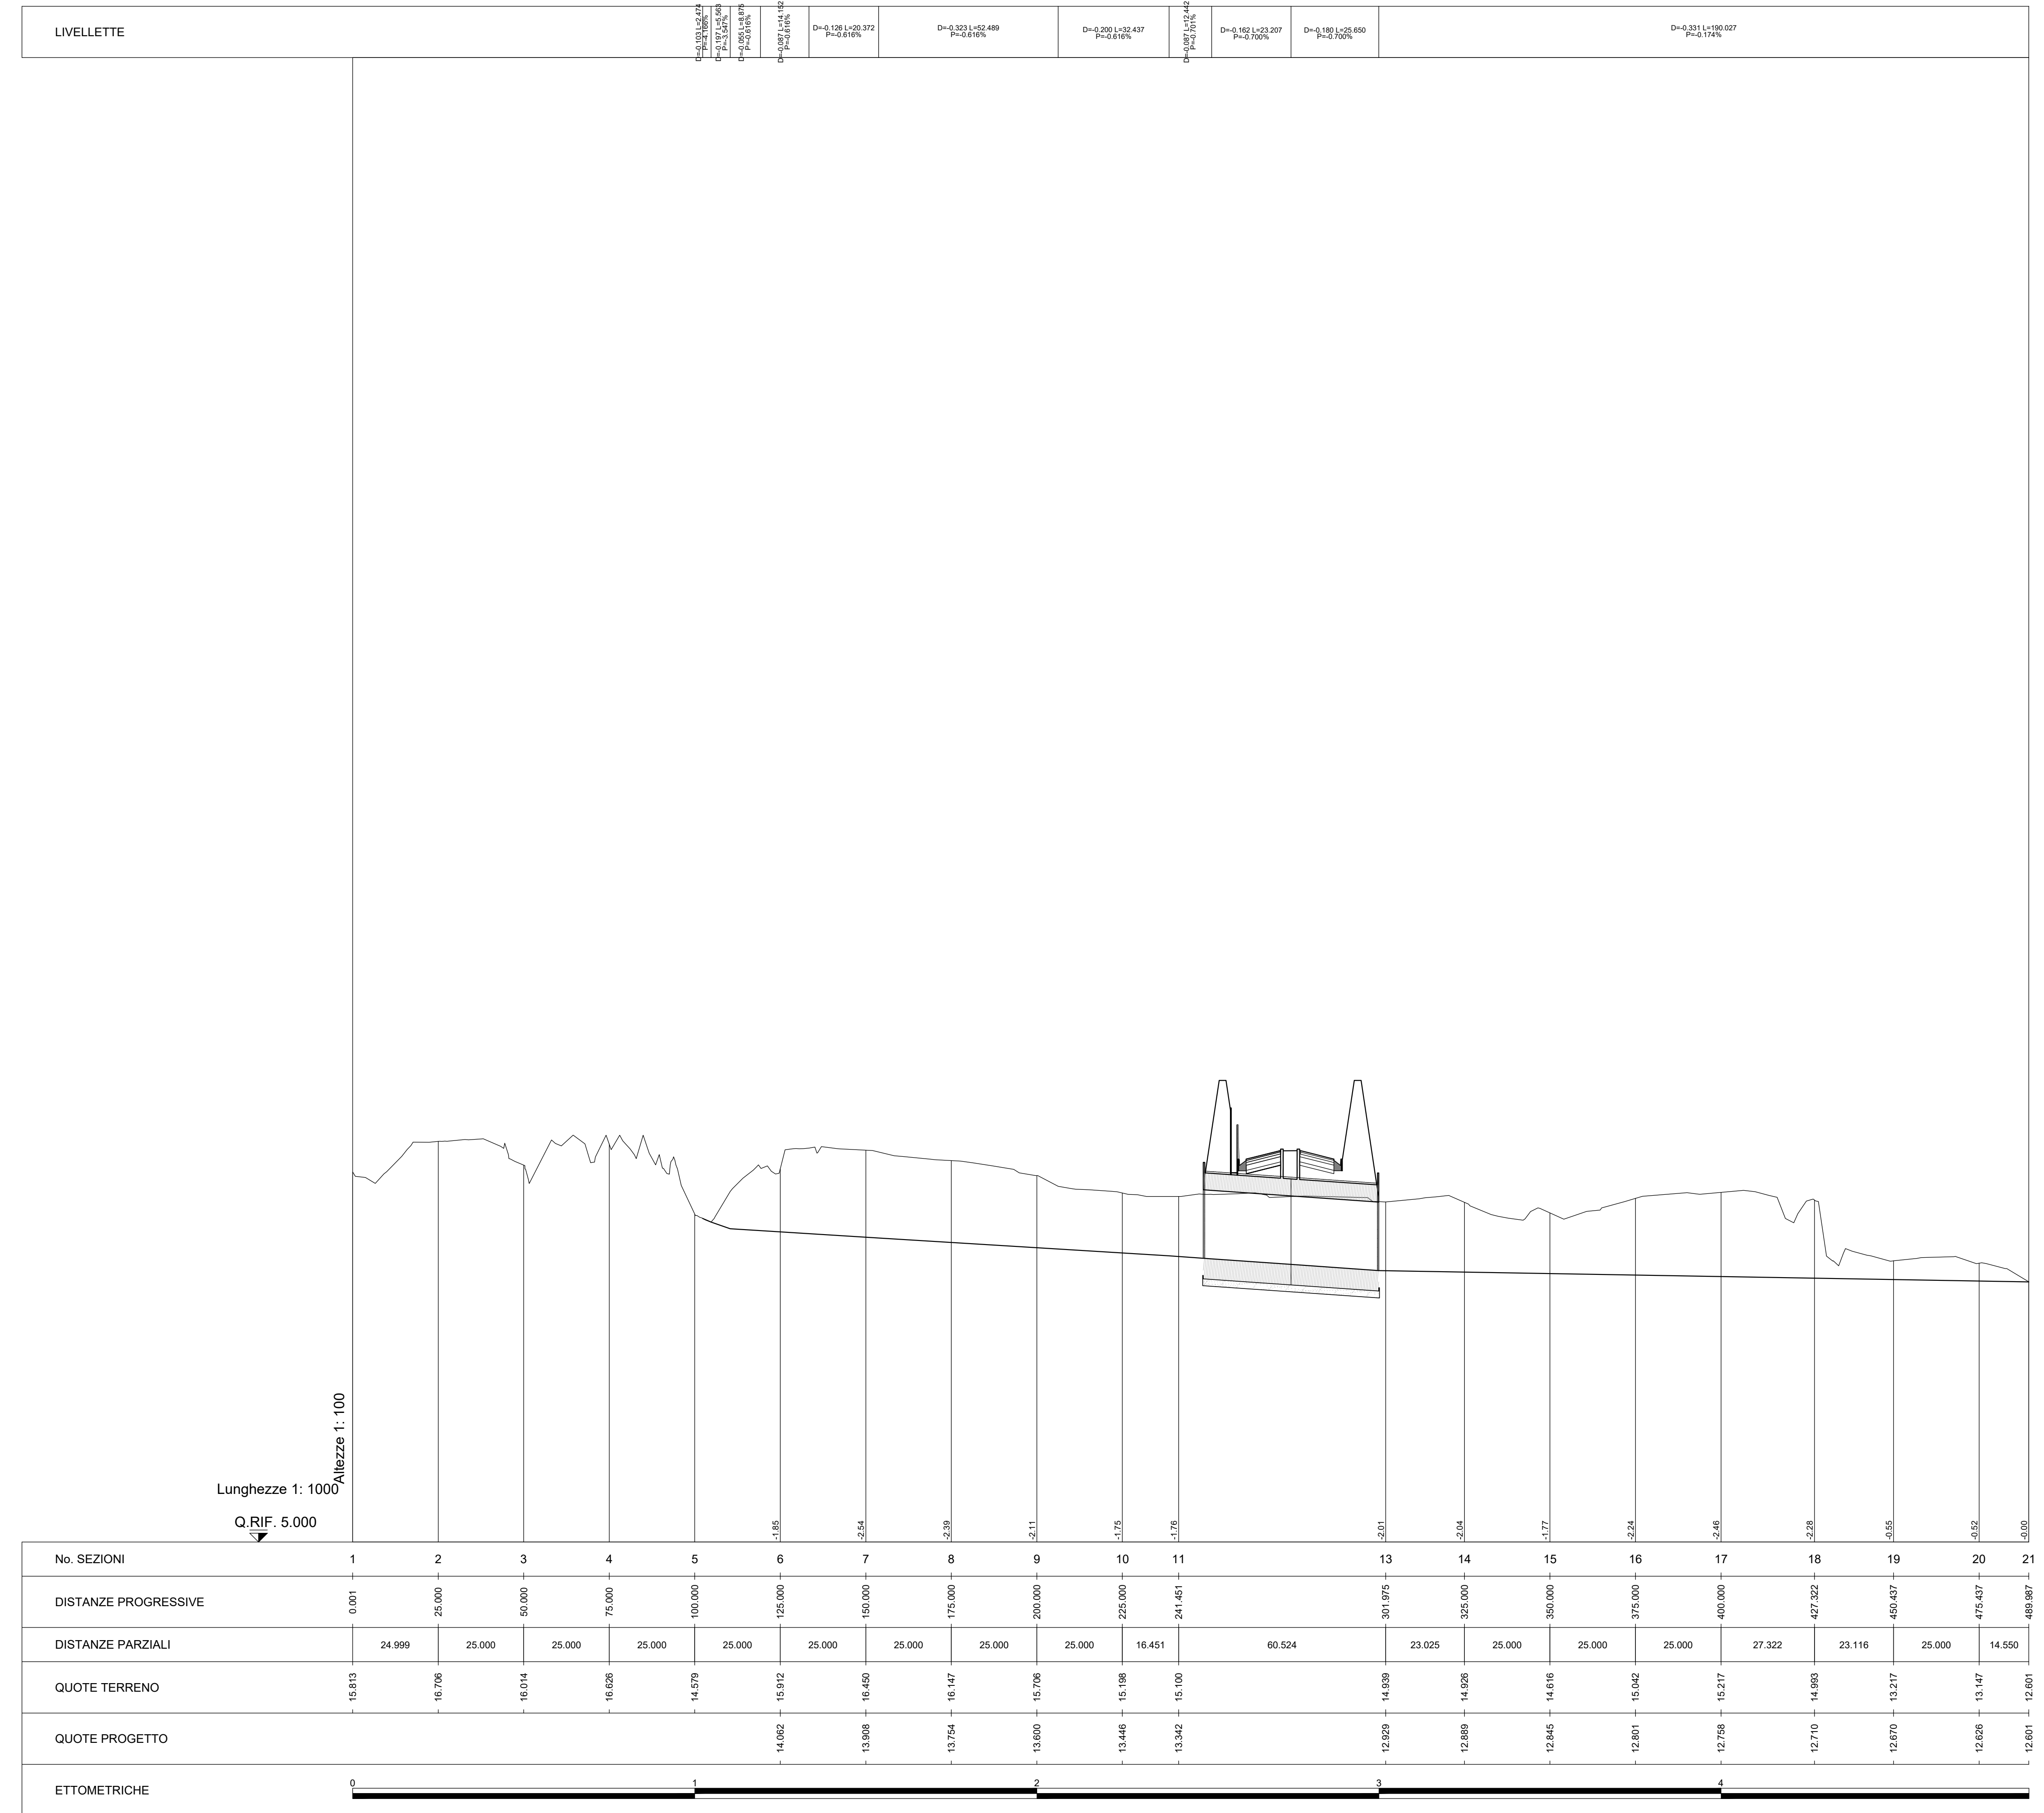 LIVELLETTE
D=-0.103 L=2.474
P=-4.166%
D=-0.197 L=5.563
P=-3.547%
D=-0.055 L=8.875
P=-0.616%
D=-0.087 L=14.152
P=-0.616%
D=-0.126 L=20.372
P=-0.616%
D=-0.323 L=52.489
P=-0.616%
D=-0.200 L=32.437
P=-0.616%
D=-0.087 L=12.442
P=-0.701%
D=-0.162 L=23.207
P=-0.700%
D=-0.180 L=25.650
P=-0.700%
D=-0.331 L=190.027
P=-0.174%
Altezze 1: 100
Lunghezze 1: 1000
Q.RIF. 5.000
-1.85 -2.54 -2.39 -2.11 -1.75 -1.76 -2.01 -2.04 -1.77 -2.24 -2.46 -2.28 -0.55 -0.52 -0.00
No. SEZIONI 1 2 3 4 5 6 7 8 9 10 11 13 14 15 16 17 18 19 20 21
DISTANZE PROGRESSIVE 0.001 25.000 50.000 75.000 100.000 125.000 150.000 175.000 200.000 225.000 241.451 301.975 325.000 350.000 375.000 400.000 427.322 450.437 475.437 489.987
DISTANZE PARZIALI 24.999 25.000 25.000 25.000 25.000 25.000 25.000 25.000 25.000 16.451 60.524 23.025 25.000 25.000 25.000 27.322 23.116 25.000 14.550
QUOTE TERRENO 15.813 16.706 16.014 16.626 14.579 15.912 16.450 16.147 15.706 15.198 15.100 14.939 14.926 14.616 15.042 15.217 14.993 13.217 13.147 12.601
QUOTE PROGETTO 14.062 13.908 13.754 13.600 13.446 13.342 12.929 12.889 12.845 12.801 12.758 12.710 12.670 12.626 12.601
ETTOMETRICHE 0 1 2 3 4